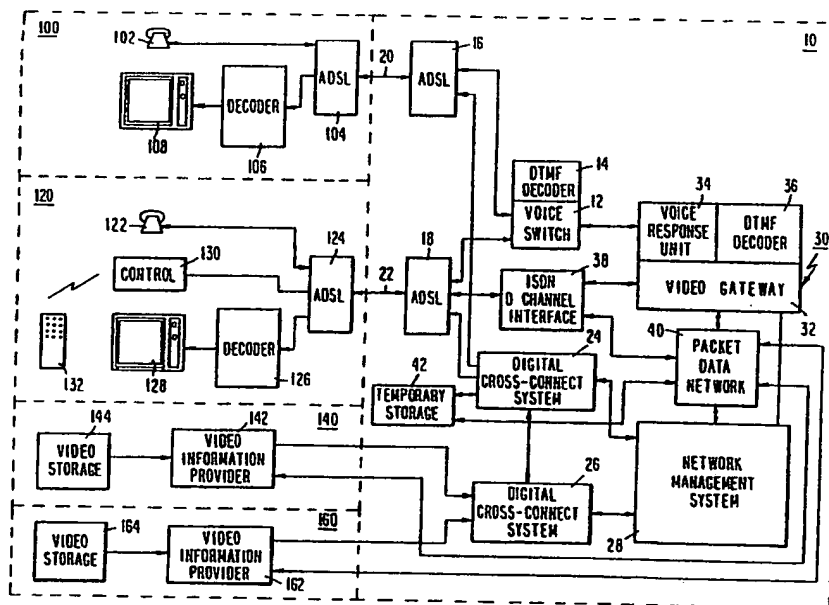 100
102
108
DECODER
106
ADSL
104
20
16
ADSL
10
DTMF
DECODER
14
VOICE
SWITCH
12
34
VOICE
RESPONSE
UNIT
36
DTMF
DECODER
30
VIDEO GATEWAY
32
120
122
130
CONTROL
132
128
DECODER
126
124
ADSL
22
18
ADSL
38
ISDN
D CHANNEL
INTERFACE
24
DIGITAL
CROSS-CONNECT
SYSTEM
42
TEMPORARY
STORAGE
40
PACKET
DATA
NETWORK
140
144
VIDEO
STORAGE
142
VIDEO
INFORMATION
PROVIDER
26
DIGITAL
CROSS-CONNECT
SYSTEM
NETWORK
MANAGEMENT
SYSTEM
28
160
164
VIDEO
STORAGE
VIDEO
INFORMATION
PROVIDER
162